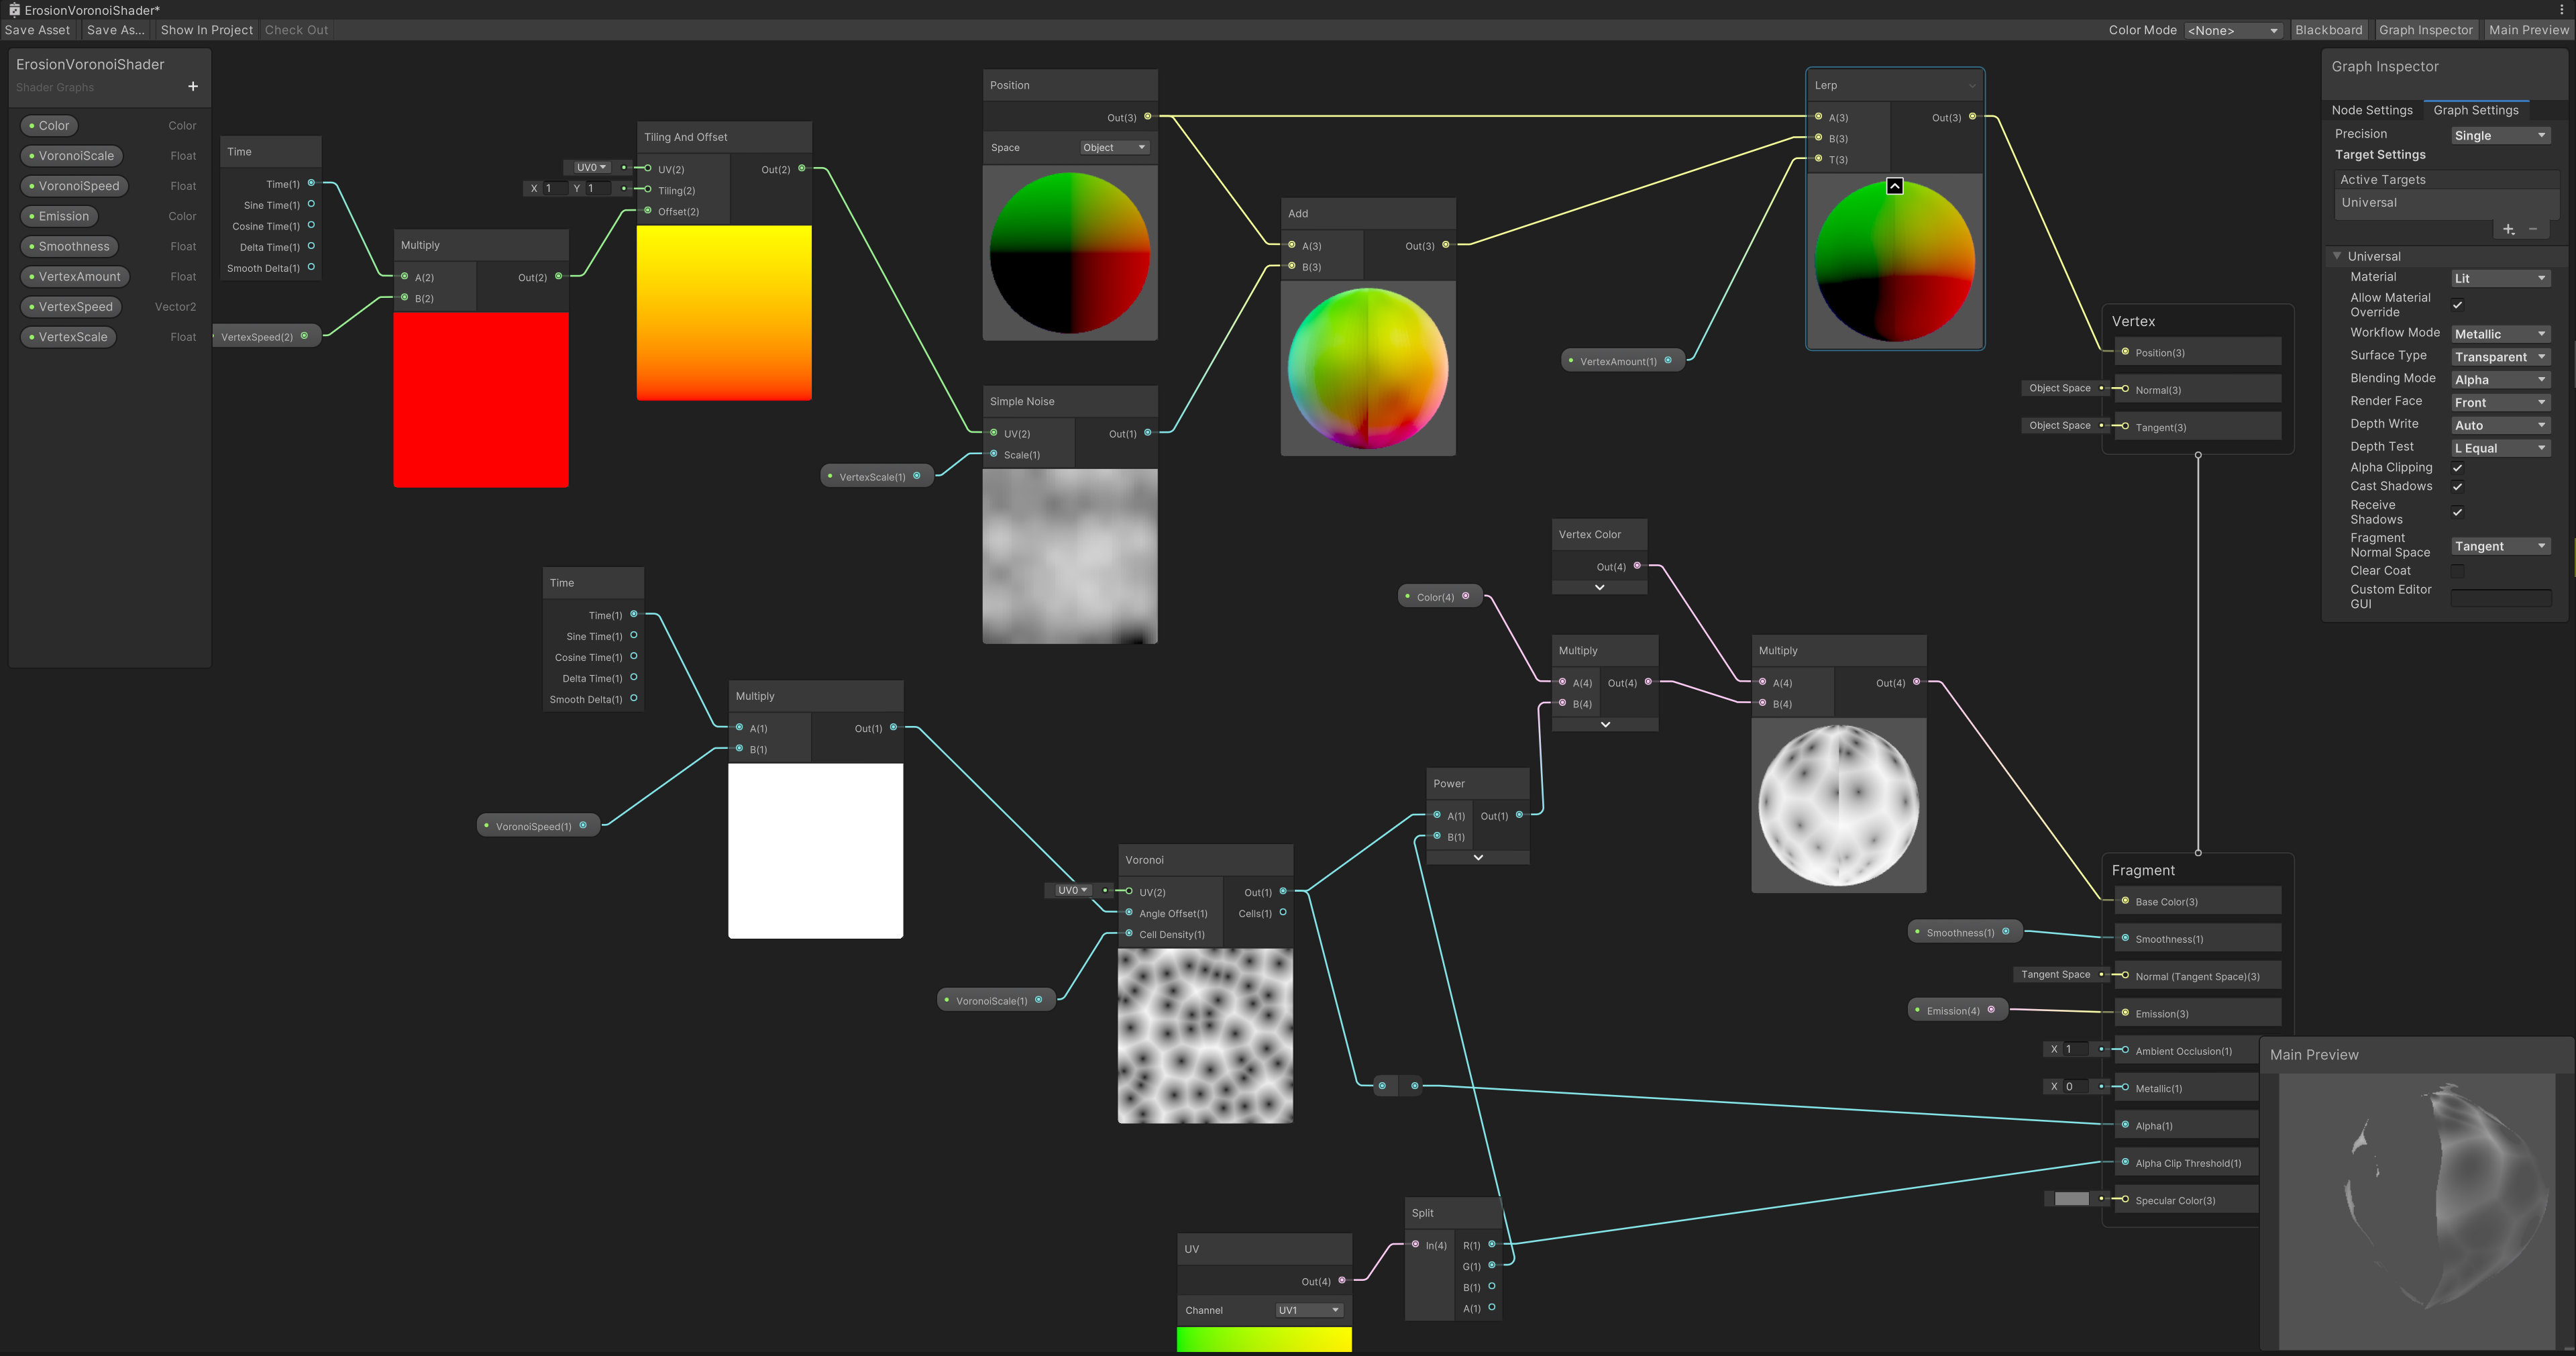 ErosionVoronoiShader*
Save Asset Save As... Show In Project Check Out
Color Mode <None> Blackboard Graph Inspector Main Preview
ErosionVoronoiShader
Shader Graphs
+
Color Color
VoronoiScale Float
VoronoiSpeed Float
Emission Color
Smoothness Float
VertexAmount Float
VertexSpeed Vector2
VertexScale Float
Time
Time(1)
Sine Time(1)
Cosine Time(1)
Delta Time(1)
Smooth Delta(1)
VertexSpeed(2)
Multiply
A(2) Out(2)
B(2)
Tiling And Offset
UV0 UV(2) Out(2)
X 1 Y 1 Tiling(2)
Offset(2)
Position
Out(3)
Space Object
Simple Noise
UV(2) Out(1)
Scale(1)
VertexScale(1)
Add
A(3) Out(3)
B(3)
VertexAmount(1)
Lerp
A(3) Out(3)
B(3)
T(3)
Vertex
Position(3)
Object Space Normal(3)
Object Space Tangent(3)
Time
Time(1)
Sine Time(1)
Cosine Time(1)
Delta Time(1)
Smooth Delta(1)
VoronoiSpeed(1)
Multiply
A(1) Out(1)
B(1)
Voronoi
UV0 UV(2) Out(1)
Angle Offset(1) Cells(1)
Cell Density(1)
VoronoiScale(1)
Vertex Color
Out(4)
Color(4)
Multiply
A(4) Out(4)
B(4)
Multiply
A(4) Out(4)
B(4)
Power
A(1) Out(1)
B(1)
UV
Out(4)
Channel UV1
Split
In(4) R(1)
G(1)
B(1)
A(1)
Fragment
Base Color(3)
Smoothness(1) Smoothness(1)
Tangent Space Normal (Tangent Space)(3)
Emission(4) Emission(3)
X 1 Ambient Occlusion(1)
X 0 Metallic(1)
Alpha(1)
Alpha Clip Threshold(1)
Specular Color(3)
Graph Inspector
Node Settings Graph Settings
Precision Single
Target Settings
Active Targets
Universal
+ −
Universal
Material Lit
Allow Material
Override
Workflow Mode Metallic
Surface Type Transparent
Blending Mode Alpha
Render Face Front
Depth Write Auto
Depth Test L Equal
Alpha Clipping
Cast Shadows
Receive
Shadows
Fragment
Normal Space Tangent
Clear Coat
Custom Editor
GUI
Main Preview